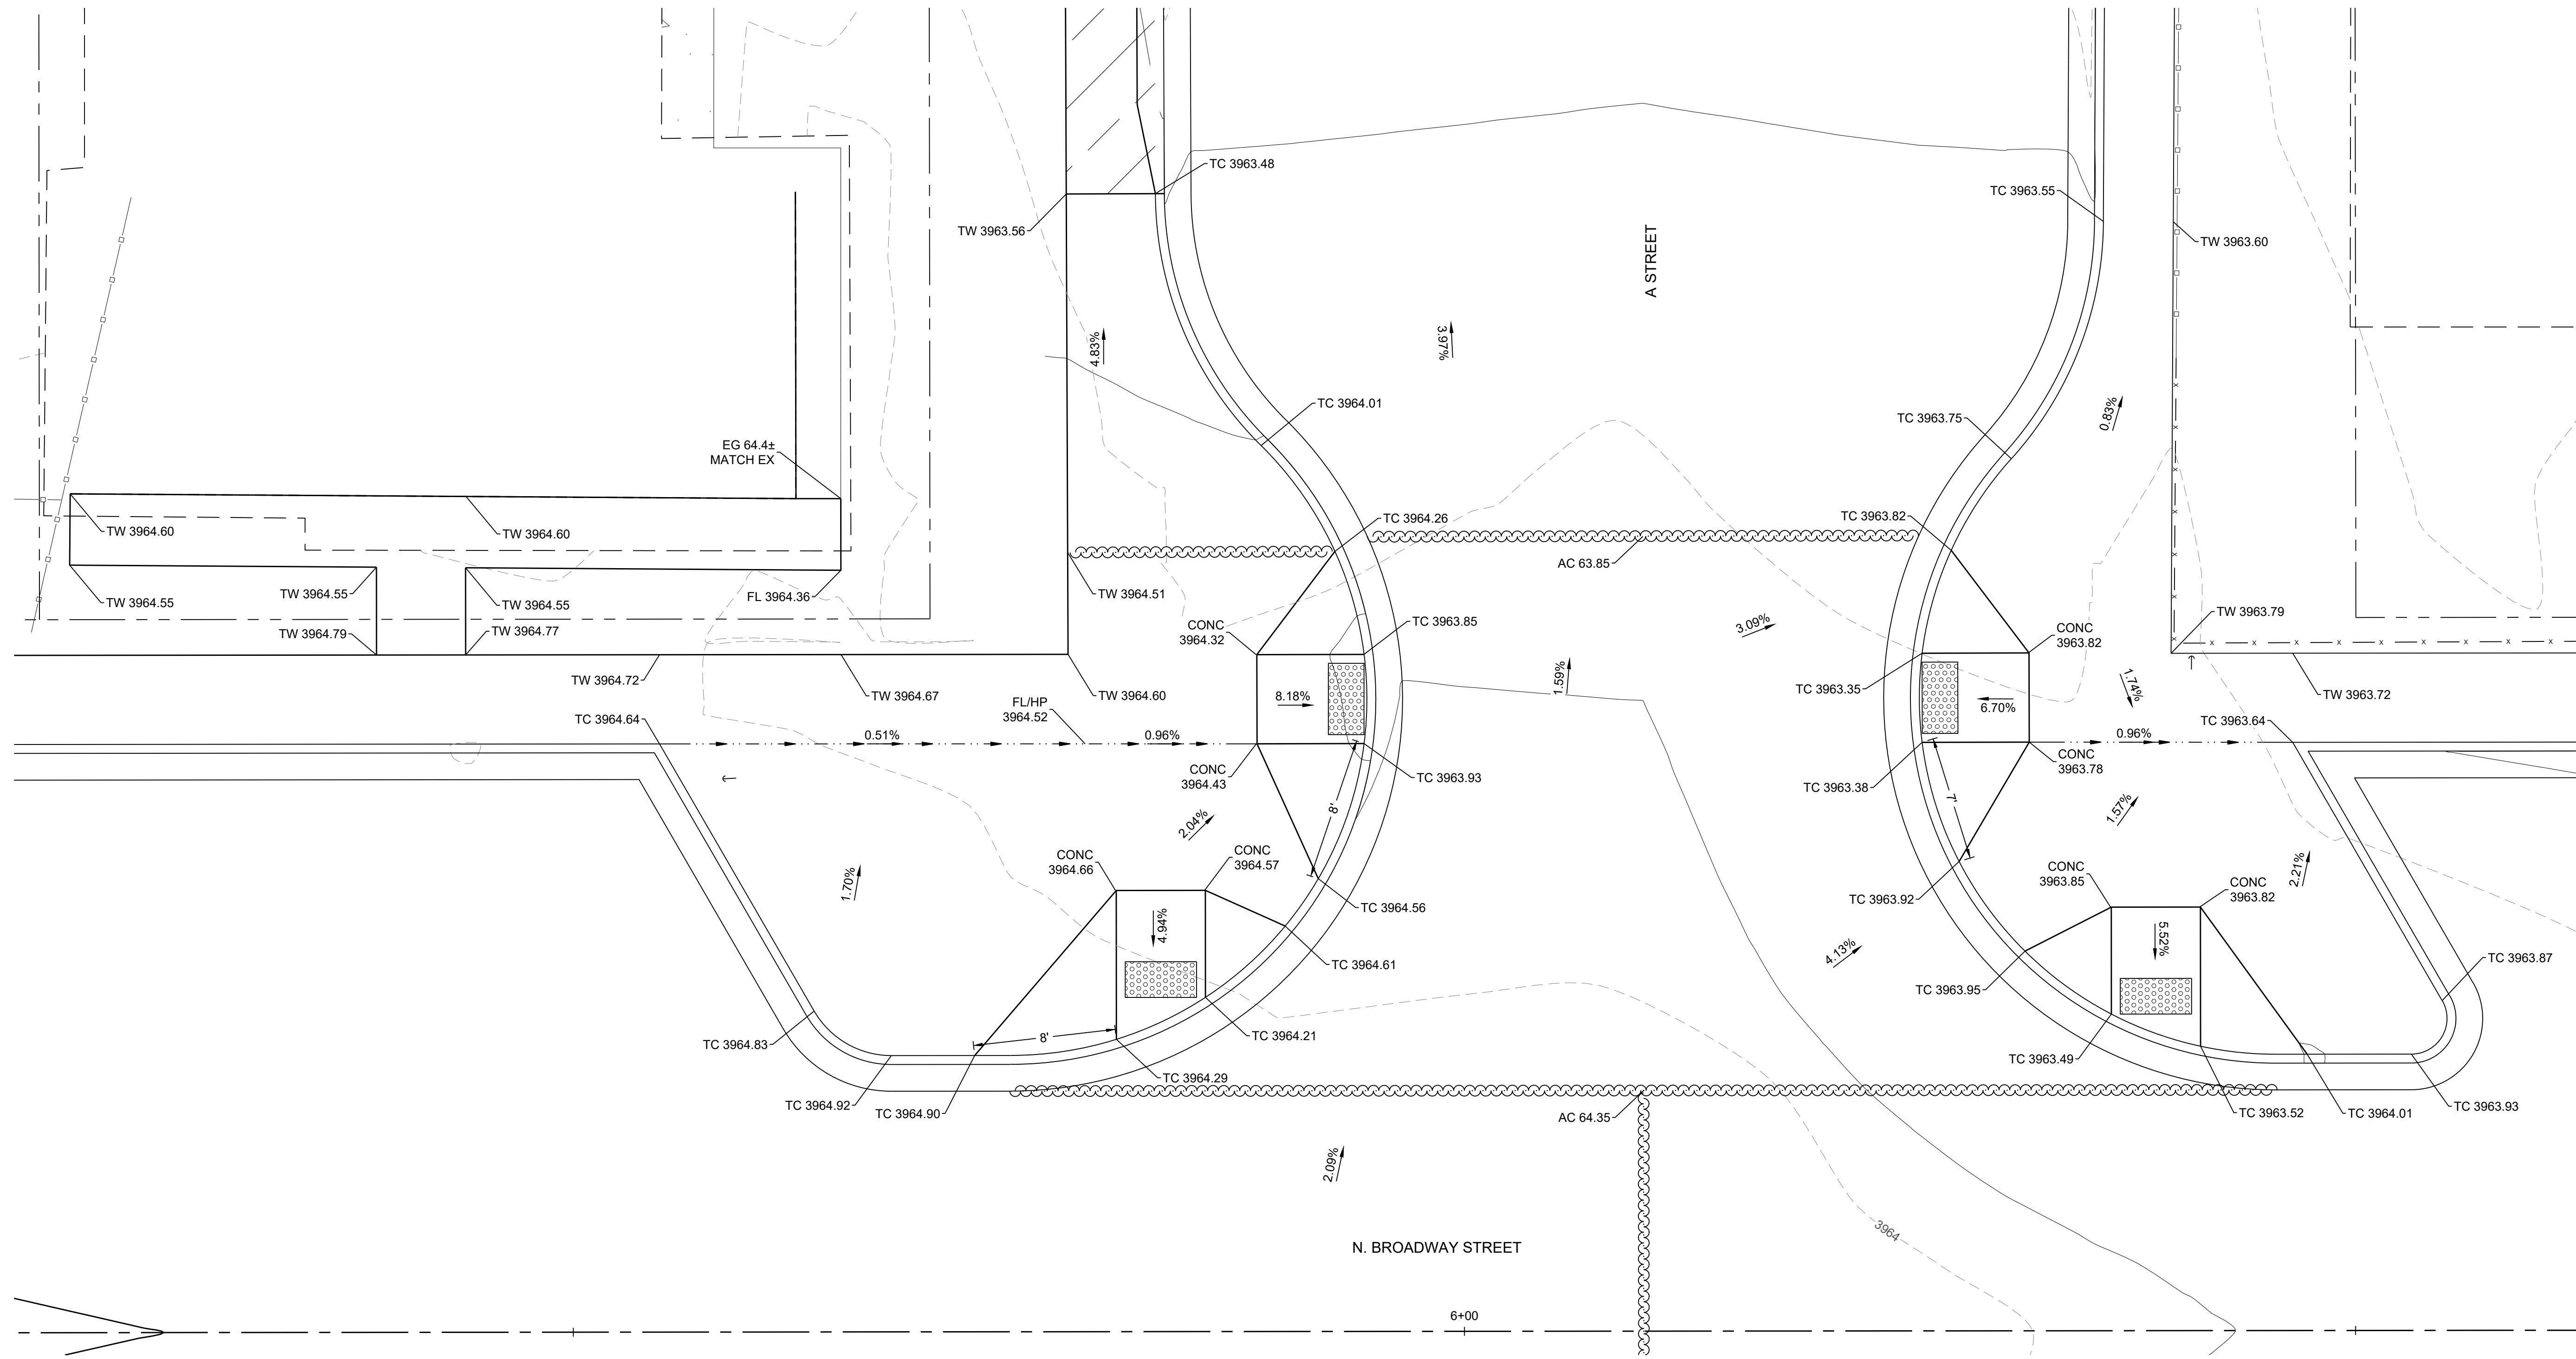 TC 3963.48
TW 3963.56
TC 3963.55
TW 3963.60
A STREET
4.83%
3.97%
0.83%
TC 3964.01
TC 3963.75
EG 64.4±
MATCH EX
TW 3964.60
TW 3964.60
TC 3964.26
TC 3963.82
AC 63.85
TW 3964.55
TW 3964.55
TW 3964.55
FL 3964.36
TW 3964.51
TW 3964.79
TW 3964.77
CONC
3964.32
TC 3963.85
3.09%
CONC
3963.82
TW 3963.79
TW 3964.72
TW 3964.67
TW 3964.60
8.18%
1.59%
TC 3963.35
6.70%
1.74%
TW 3963.72
FL/HP
3964.52
TC 3964.64
0.51%
0.96%
0.96%
TC 3963.64
CONC
3964.43
TC 3963.93
TC 3963.38
CONC
3963.78
8'
7'
2.04%
1.57%
1.70%
2.21%
CONC
3964.66
CONC
3964.57
CONC
3963.85
CONC
3963.82
TC 3964.56
TC 3963.92
4.94%
5.52%
4.13%
TC 3964.61
TC 3963.95
TC 3963.87
TC 3964.83
8'
TC 3964.21
TC 3963.49
TC 3964.29
TC 3964.92
TC 3964.90
AC 64.35
TC 3963.52
TC 3964.01
TC 3963.93
2.09%
3964
N. BROADWAY STREET
6+00